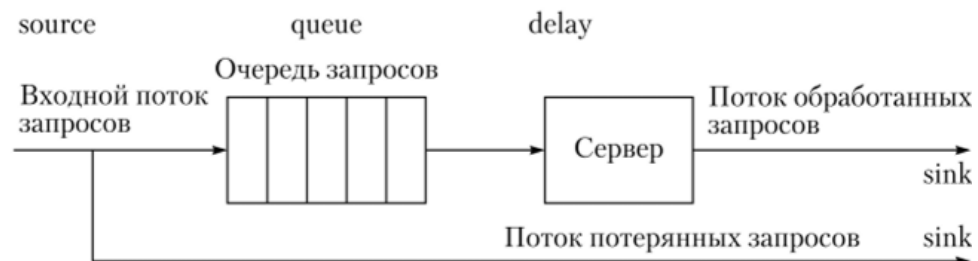 source queue delay
Очередь запросов
Входной поток
запросов
Сервер
Поток обработанных
запросов
sink
Поток потерянных запросов sink